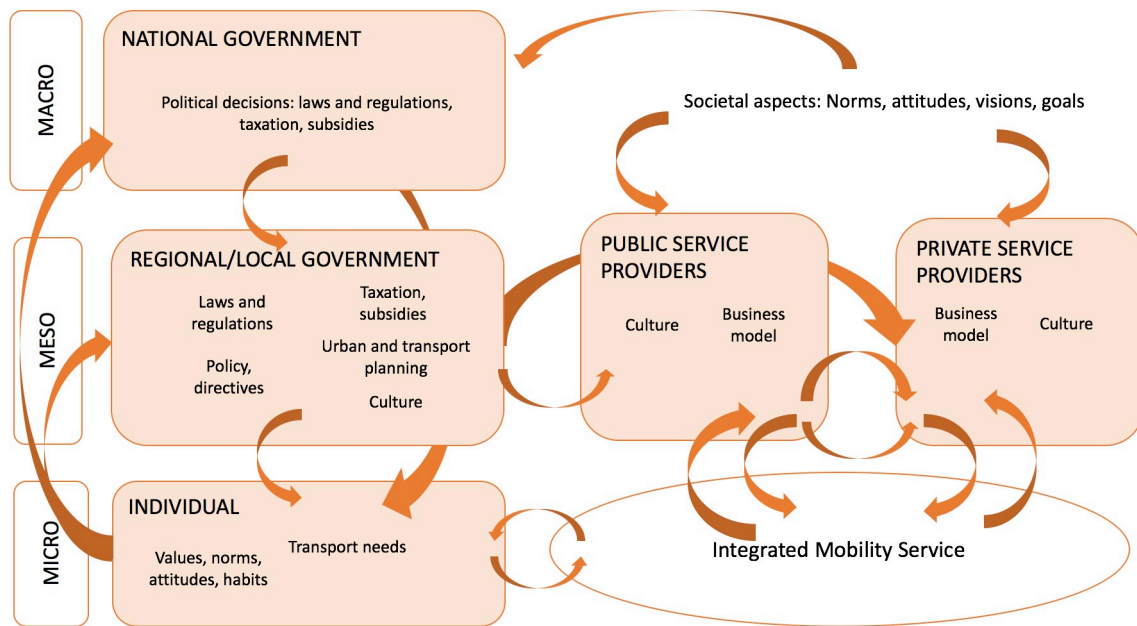 MACRO
NATIONAL GOVERNMENT
Political decisions: laws and regulations,
taxation, subsidies
Societal aspects: Norms, attitudes, visions, goals
MESO
REGIONAL/LOCAL GOVERNMENT
Laws and
regulations
Taxation,
subsidies
Policy,
directives
Urban and transport
planning
Culture
PUBLIC SERVICE
PROVIDERS
Culture
Business
model
PRIVATE SERVICE
PROVIDERS
Business
model
Culture
MICRO
INDIVIDUAL
Values, norms,
attitudes, habits
Transport needs
Integrated Mobility Service